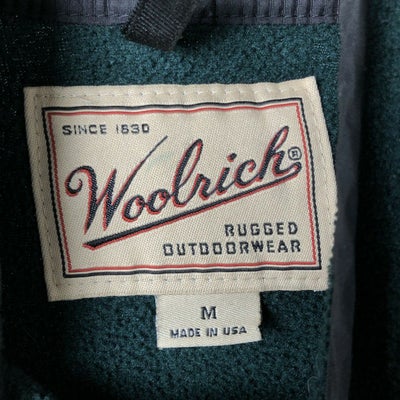 SINCE 1830
Woolrich®
RUGGED
OUTDOORWEAR
M
MADE IN USA